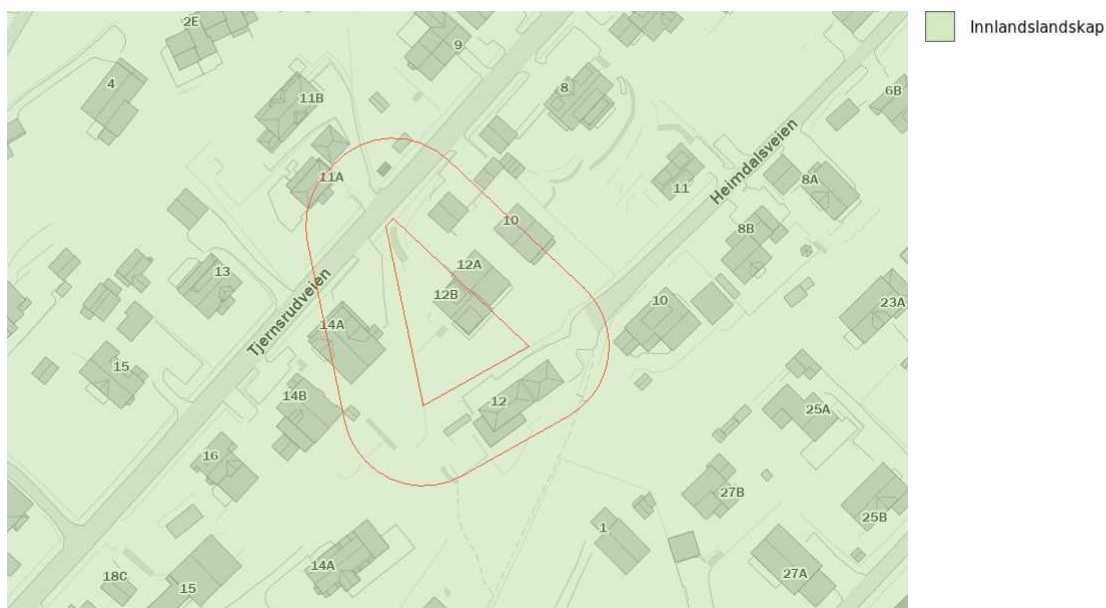 Innlandslandskap
2E
9
4
11B
8
6B
Heimdalsveien
11A
11
8A
10
8B
12A
13
12B
Tjernsrudveien
14A
10
23A
15
14B
12
25A
16
27B
25B
1
14A
27A
18C
15